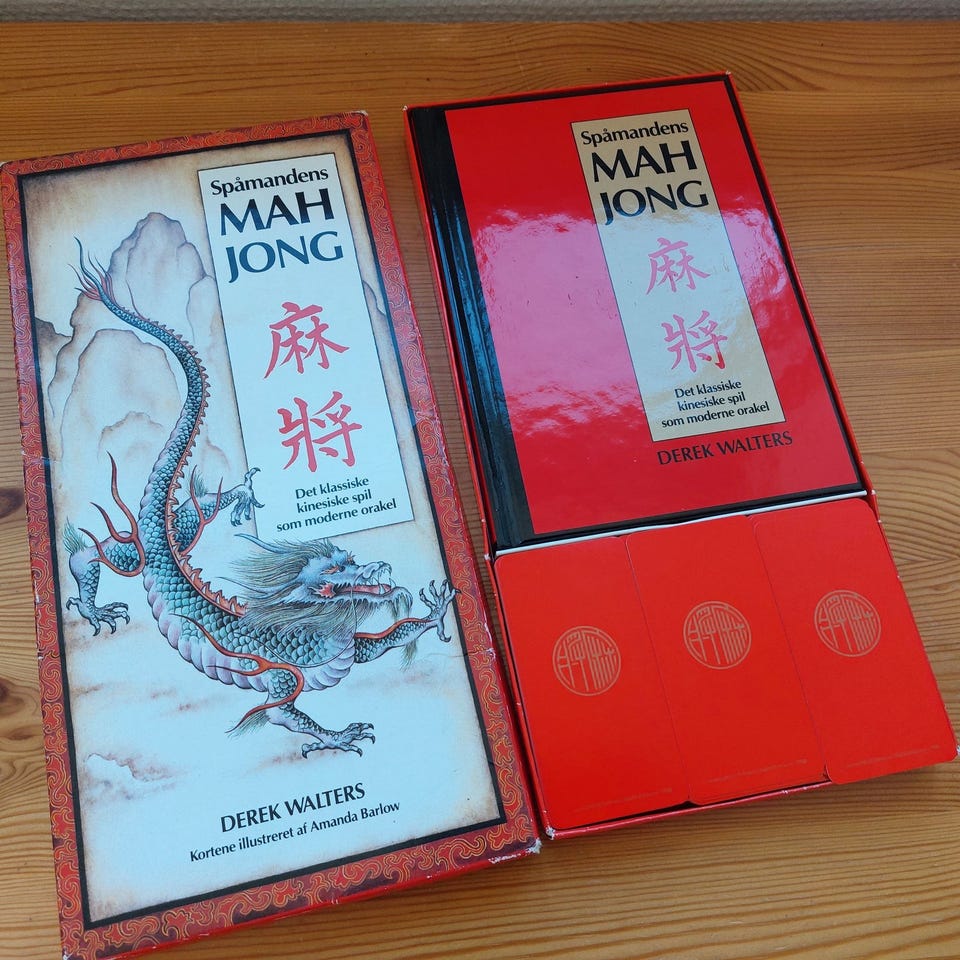 Spåmandens
MAH
JONG
麻
將
Det klassiske
kinesiske spil
som moderne orakel
DEREK WALTERS
Kortene illustreret af Amanda Barlow
Spåmandens
MAH
JONG
麻
將
Det klassiske
kinesiske spil
som moderne orakel
DEREK WALTERS